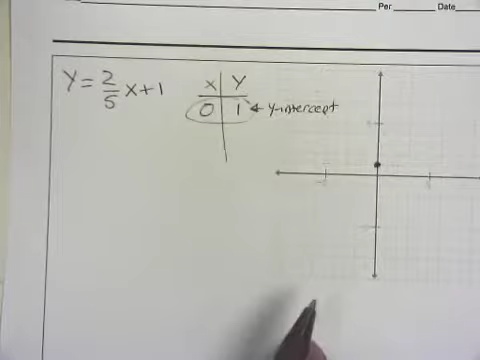 Per Date
y = 2/5 x + 1
x y
0 1 ← y-intercept